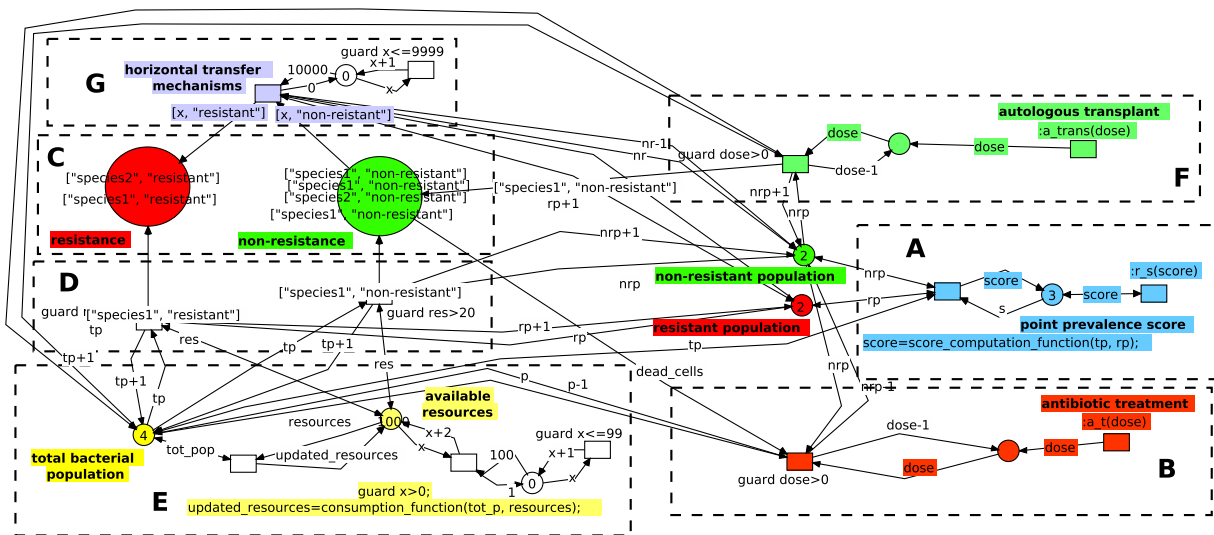 guard x<=9999
G
horizontal transfer
mechanisms
10000
0
0
x+1
x
[x, "resistant"]
[x, "non-reistant"]
C
["species2", "resistant"]
["species1", "resistant"]
resistance
["species1", "non-resistant"]
["species1", "non-resistant"]
["species2", "non-resistant"]
["species1", "non-resistant"]
non-resistance
["species1", "non-resistant"]
rp+1
nr-1
nr
autologous transplant
:a_trans(dose)
dose
dose
dose-1
guard dose>0
F
nrp+1
nrp
A
2
non-resistant population
2
resistant population
nrp
rp
score
3
score
:r_s(score)
s
point prevalence score
score=score_computation_function(tp, rp);
D
["species1", "non-resistant"]
guard res>20
guard
["species1", "resistant"]
tp
res
nrp+1
nrp
rp+1
rp
tp
tp
tp+1
tp+1
tp+1
tp
res
p
p-1
dead_cells
nrp
nrp-1
available
resources
resources
1000
4
total bacterial
population
tot_pop
updated_resources
x+2
x
100
1
0
guard x<=99
x+1
x
guard x>0;
E
updated_resources=consumption_function(tot_p, resources);
antibiotic treatment
:a_t(dose)
dose-1
dose
dose
guard dose>0
B